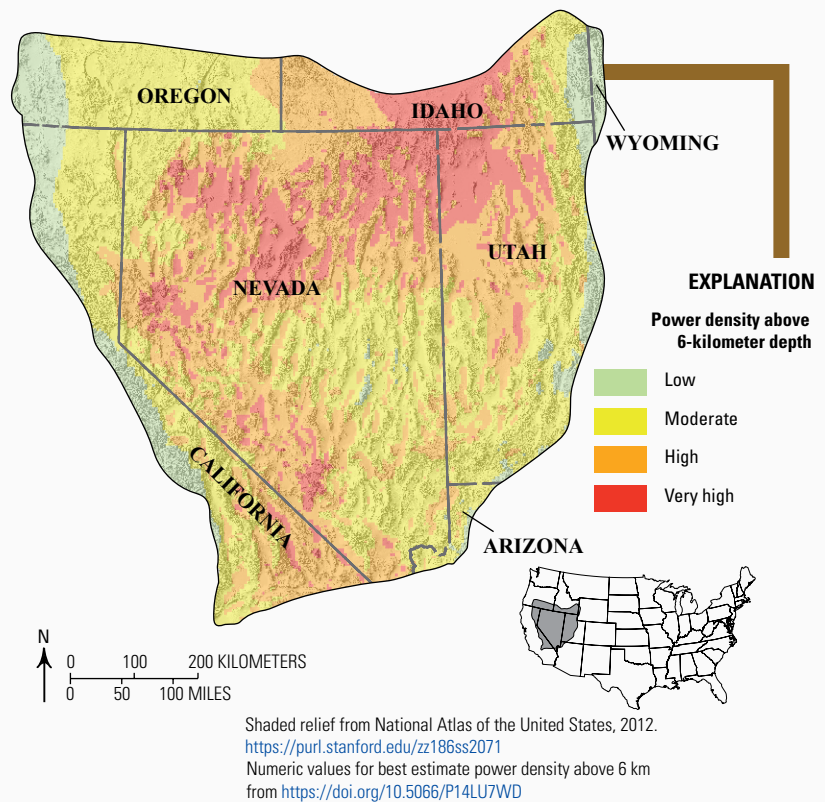 OREGON
IDAHO
WYOMING
NEVADA
UTAH
CALIFORNIA
ARIZONA
EXPLANATION
Power density above
6-kilometer depth
Low
Moderate
High
Very high
N
0 100 200 KILOMETERS
0 50 100 MILES
Shaded relief from National Atlas of the United States, 2012.
https://purl.stanford.edu/zz186ss2071
Numeric values for best estimate power density above 6 km
from https://doi.org/10.5066/P14LU7WD